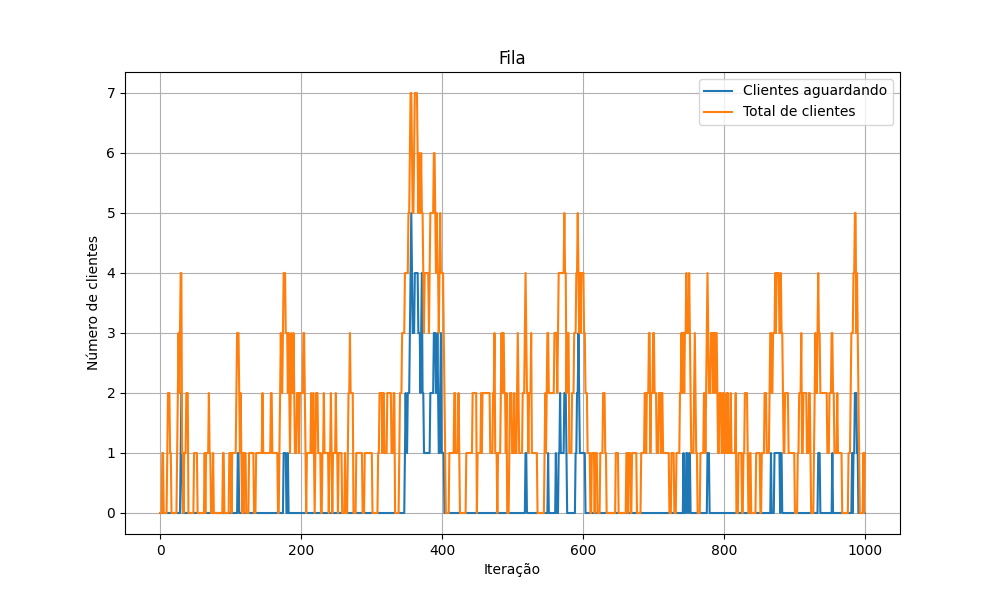 Fila
Clientes aguardando
Total de clientes
Número de clientes
7
6
5
4
3
2
1
0
0 200 400 600 800 1000
Iteração